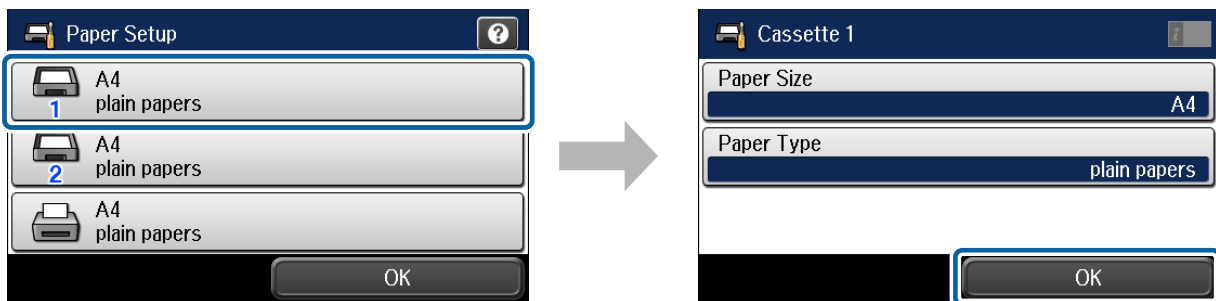 Paper Setup
?
A4
plain papers
1
A4
plain papers
2
A4
plain papers
OK
Cassette 1
i
Paper Size
A4
Paper Type
plain papers
OK